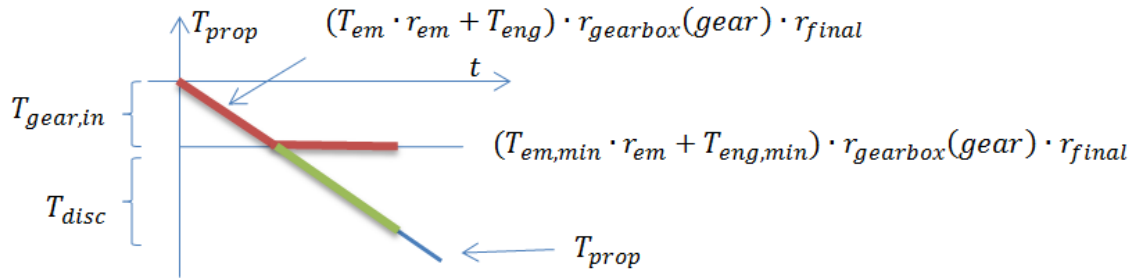 T_prop
(T_em · r_em + T_eng) · r_gearbox(gear) · r_final
t
T_gear,in
(T_em,min · r_em + T_eng,min) · r_gearbox(gear) · r_final
T_disc
T_prop